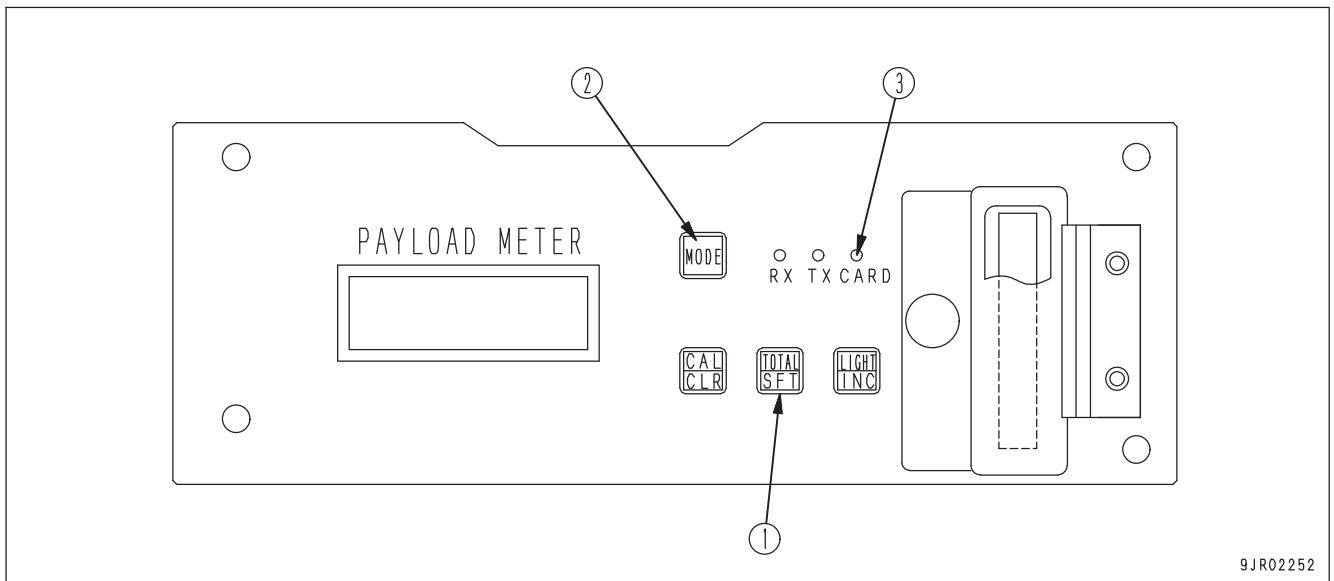 2
3
PAYLOAD METER
MODE
RX TX CARD
CAL
CLR
TOTAL
SFT
LIGHT
INC
1
9JR02252